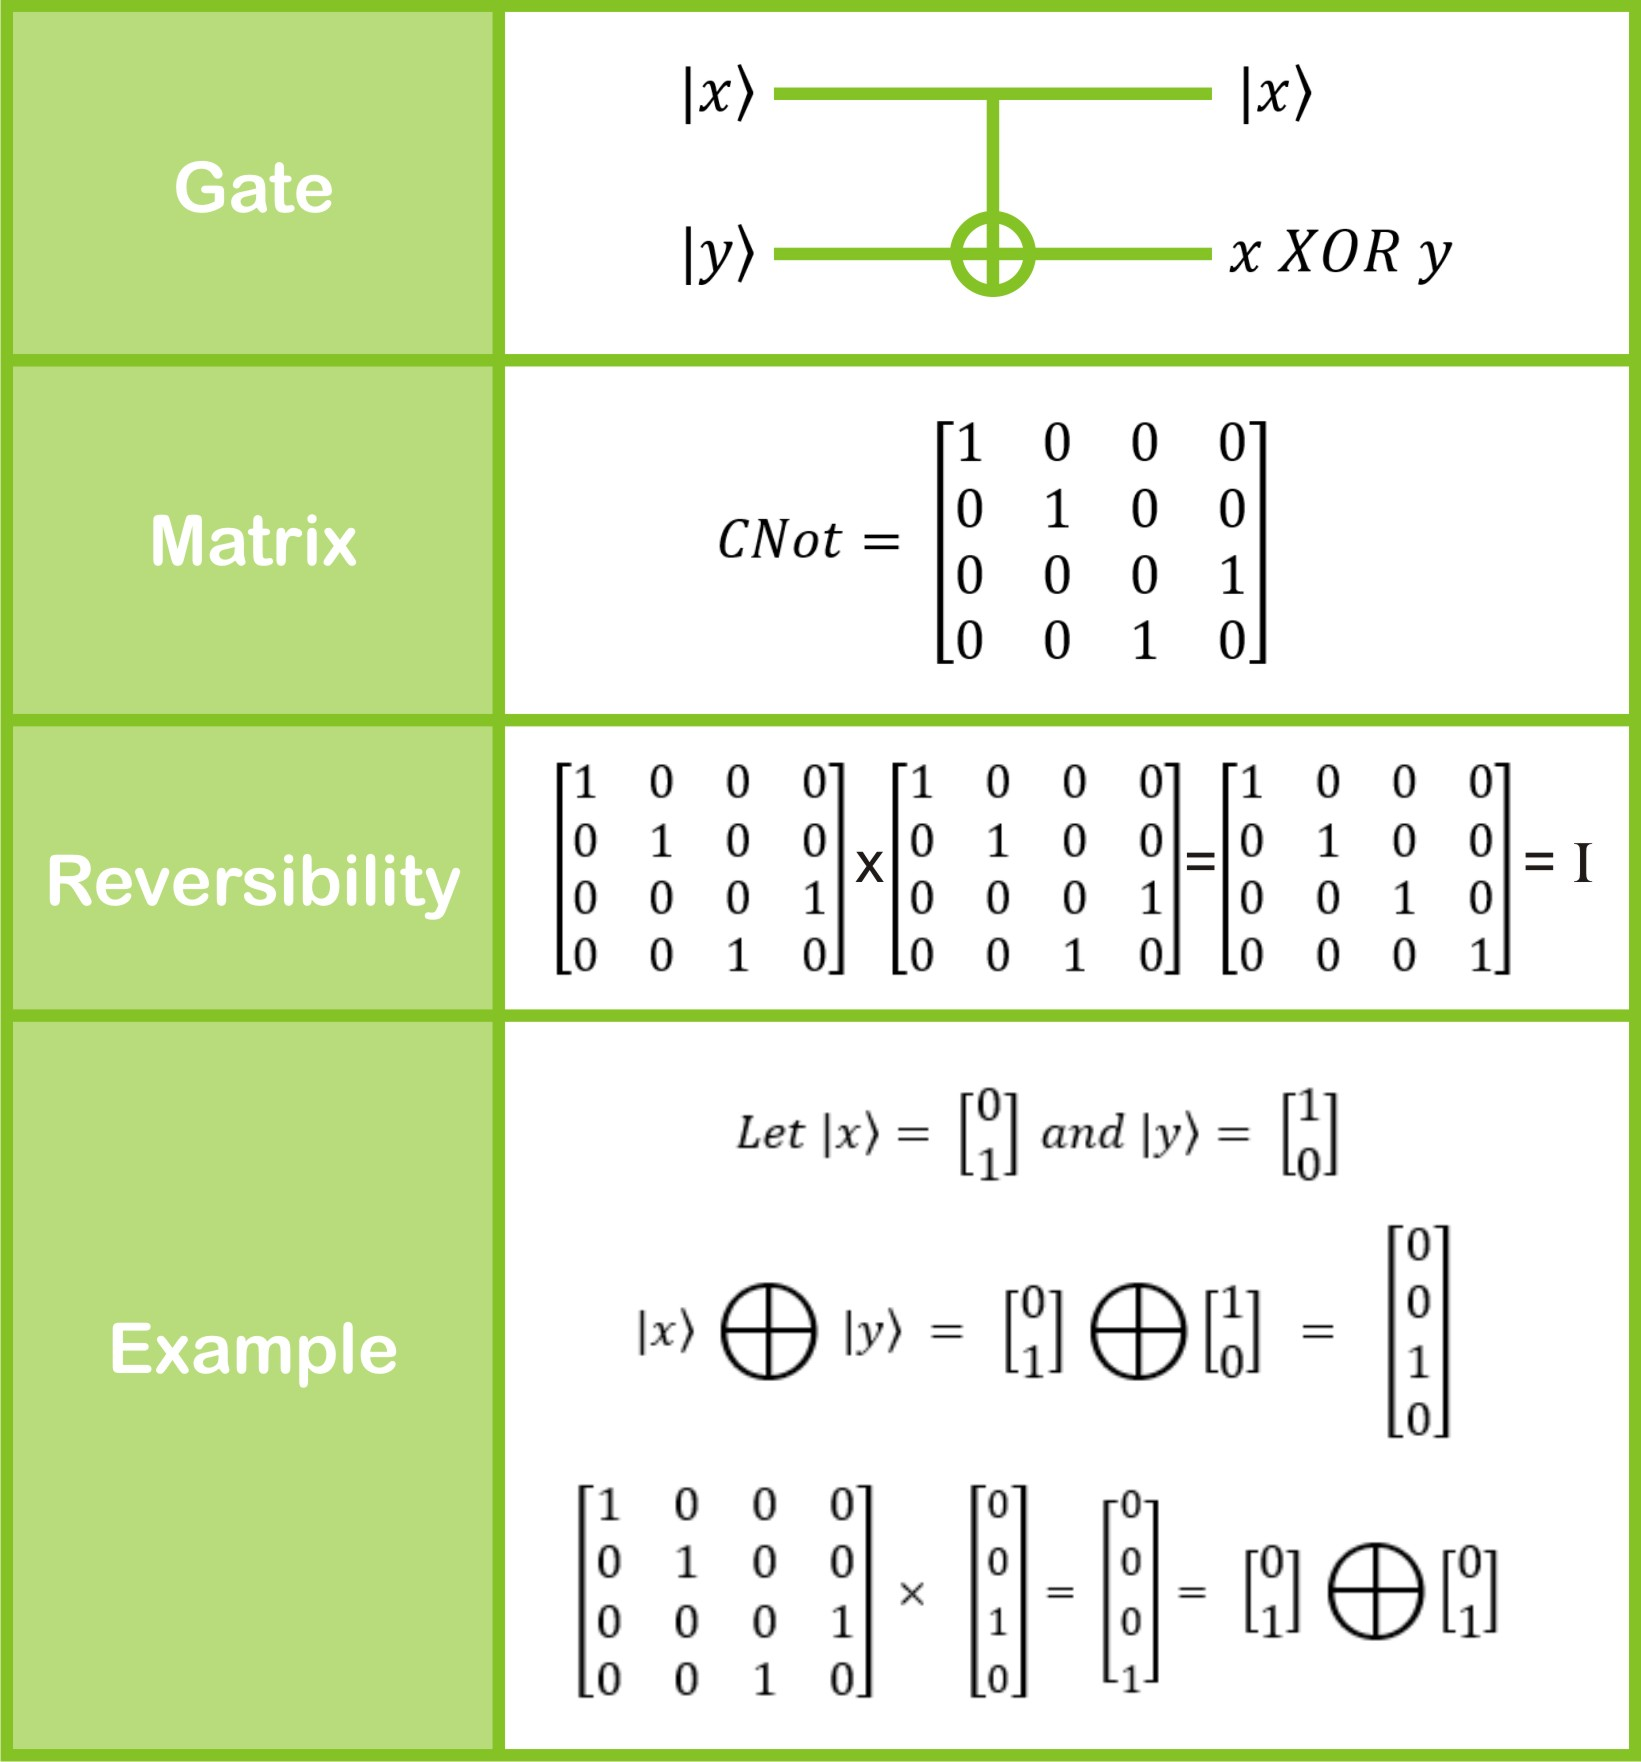 Gate
|x⟩ |x⟩
|y⟩ x XOR y
Matrix
CNot = [1 0 0 0
0 1 0 0
0 0 0 1
0 0 1 0]
Reversibility
[1 0 0 0] x [1 0 0 0] = [1 0 0 0] = I
[0 1 0 0] [0 1 0 0] [0 1 0 0]
[0 0 0 1] [0 0 0 1] [0 0 1 0]
[0 0 1 0] [0 0 1 0] [0 0 0 1]
Example
Let |x⟩ = [0 1] and |y⟩ = [1 0]
|x⟩ ⊕ |y⟩ = [0 1] ⊕ [1 0] = [0 0 1 0]
[1 0 0 0] × [0] = [0] = [0 1] ⊕ [0 1]
[0 1 0 0] [0] [0]
[0 0 0 1] [1] [0]
[0 0 1 0] [0] [1]